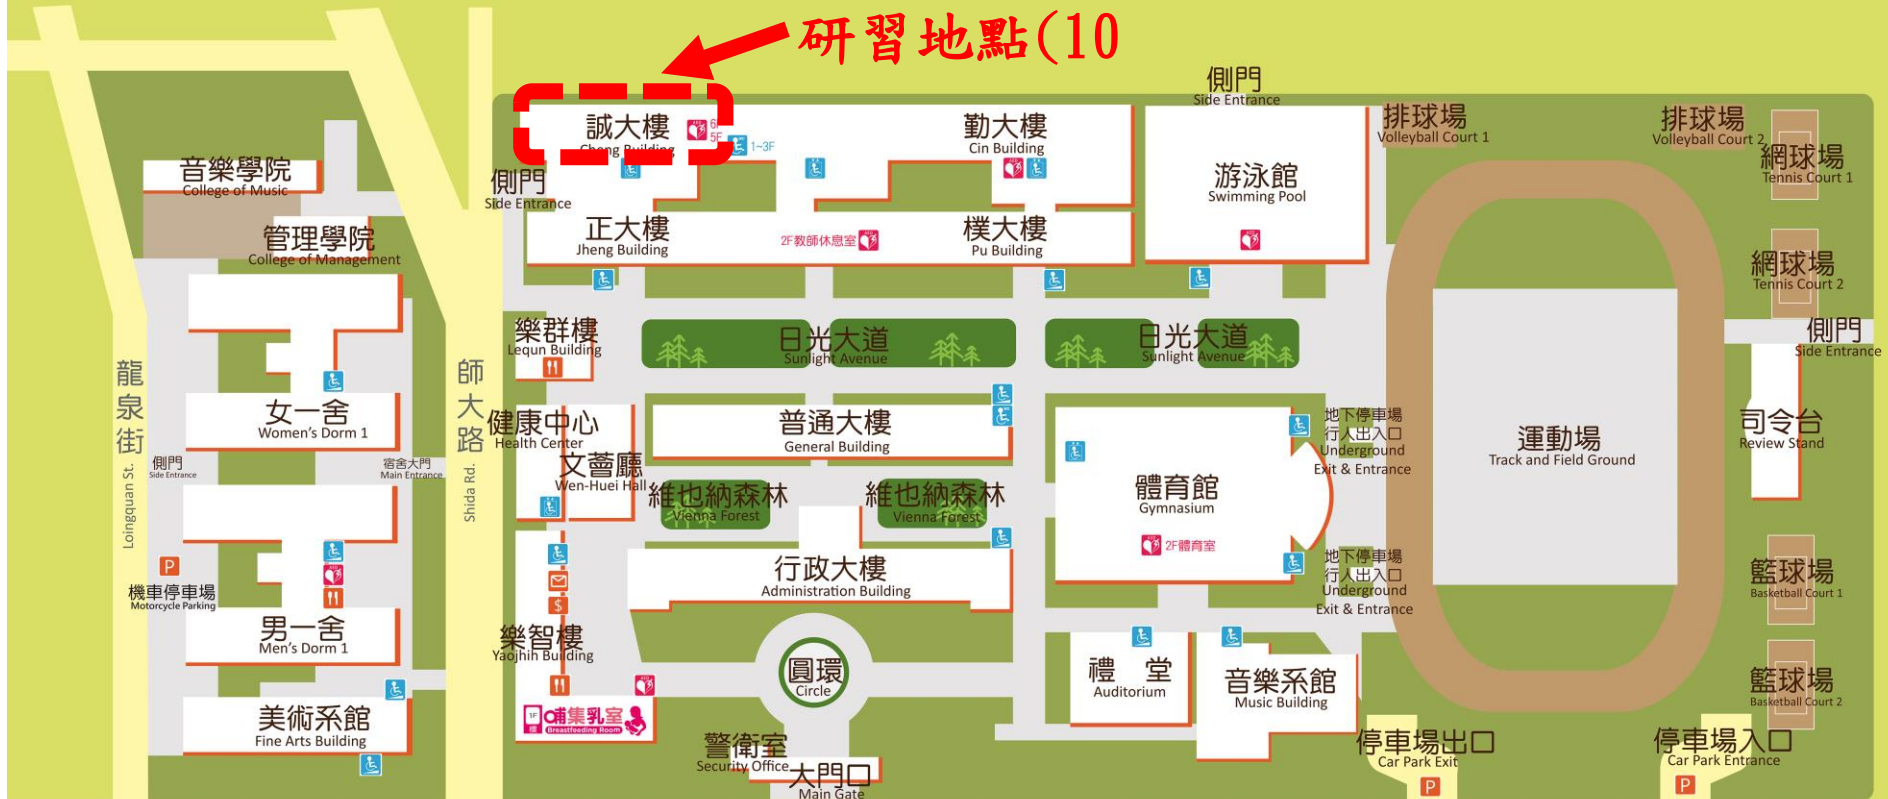 研習地點(10
側門
Side Entrance
誠大樓
Cheng Building
6F
5F
1~3F
勤大樓
Cin Building
游泳館
Swimming Pool
排球場
Volleyball Court 1
排球場
Volleyball Court 2
網球場
Tennis Court 1
音樂學院
College of Music
側門
Side Entrance
管理學院
College of Management
正大樓
Jheng Building
2F教師休息室
樸大樓
Pu Building
網球場
Tennis Court 2
樂群樓
Lequn Building
日光大道
Sunlight Avenue
日光大道
Sunlight Avenue
側門
Side Entrance
龍泉街
Loingquan St.
師大路
Shida Rd.
女一舍
Women's Dorm 1
健康中心
Health Center
普通大樓
General Building
地下停車場
行人出入口
Underground
Exit & Entrance
運動場
Track and Field Ground
司令台
Review Stand
側門
Side Entrance
宿舍大門
Main Entrance
文薈廳
Wen-Huei Hall
維也納森林
Vienna Forest
維也納森林
Vienna Forest
體育館
Gymnasium
2F體育室
P
機車停車場
Motorcycle Parking
男一舍
Men's Dorm 1
$
行政大樓
Administration Building
地下停車場
行人出入口
Underground
Exit & Entrance
籃球場
Basketball Court 1
樂智樓
Yaojhih Building
圓環
Circle
禮 堂
Auditorium
音樂系館
Music Building
籃球場
Basketball Court 2
美術系館
Fine Arts Building
哺集乳室
Breastfeeding Room
警衛室
Security Office
大門口
Main Gate
停車場出口
Car Park Exit
P
停車場入口
Car Park Entrance
P